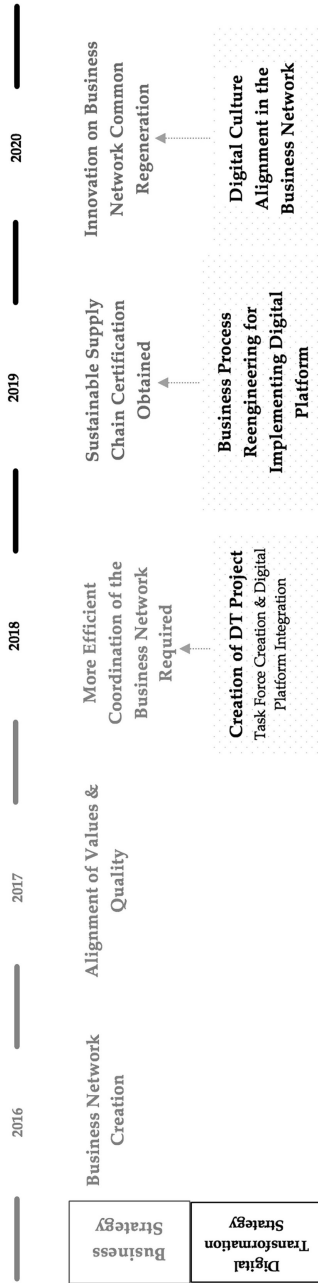 2016
2017
2018
2019
2020
Business
Strategy
Business Network
Creation
Alignment of Values &
Quality
More Efficient
Coordination of the
Business Network
Required
Sustainable Supply
Chain Certification
Obtained
Innovation on Business
Network Common
Regeneration
Digital
Transformation
Strategy
Creation of DT Project
Task Force Creation & Digital
Platform Integration
Business Process
Reengineering for
Implementing Digital
Platform
Digital Culture
Alignment in the
Business Network